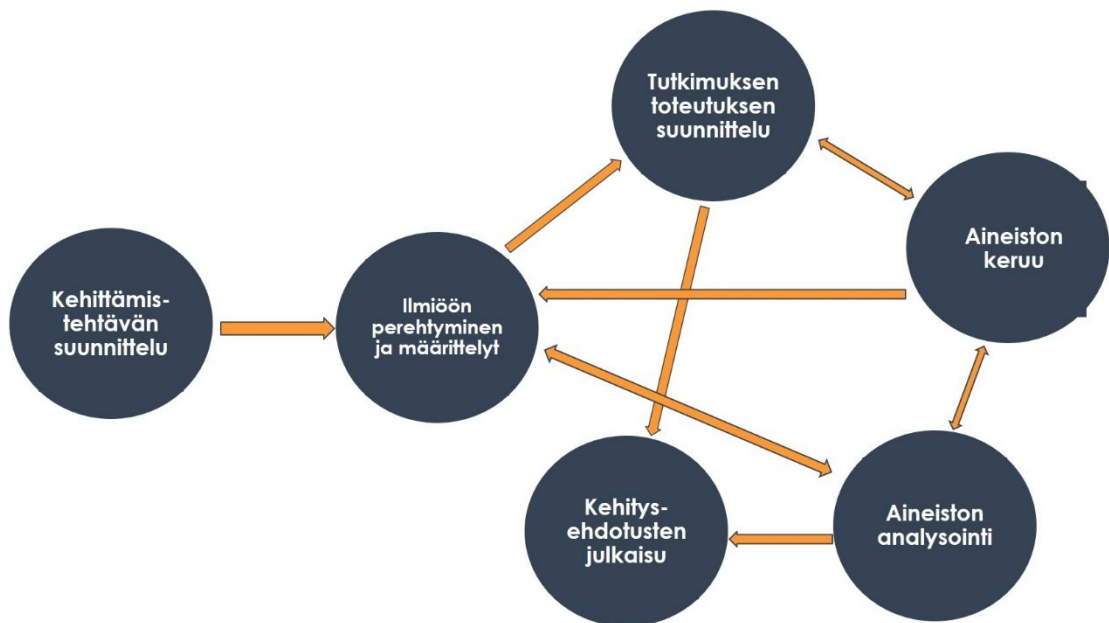 Kehittämis-
tehtävän
suunnittelu
Ilmiöön
perehtyminen
ja määrittelyt
Tutkimuksen
toteutuksen
suunnittelu
Aineiston
keruu
Aineiston
analysointi
Kehitys-
ehdotusten
julkaisu